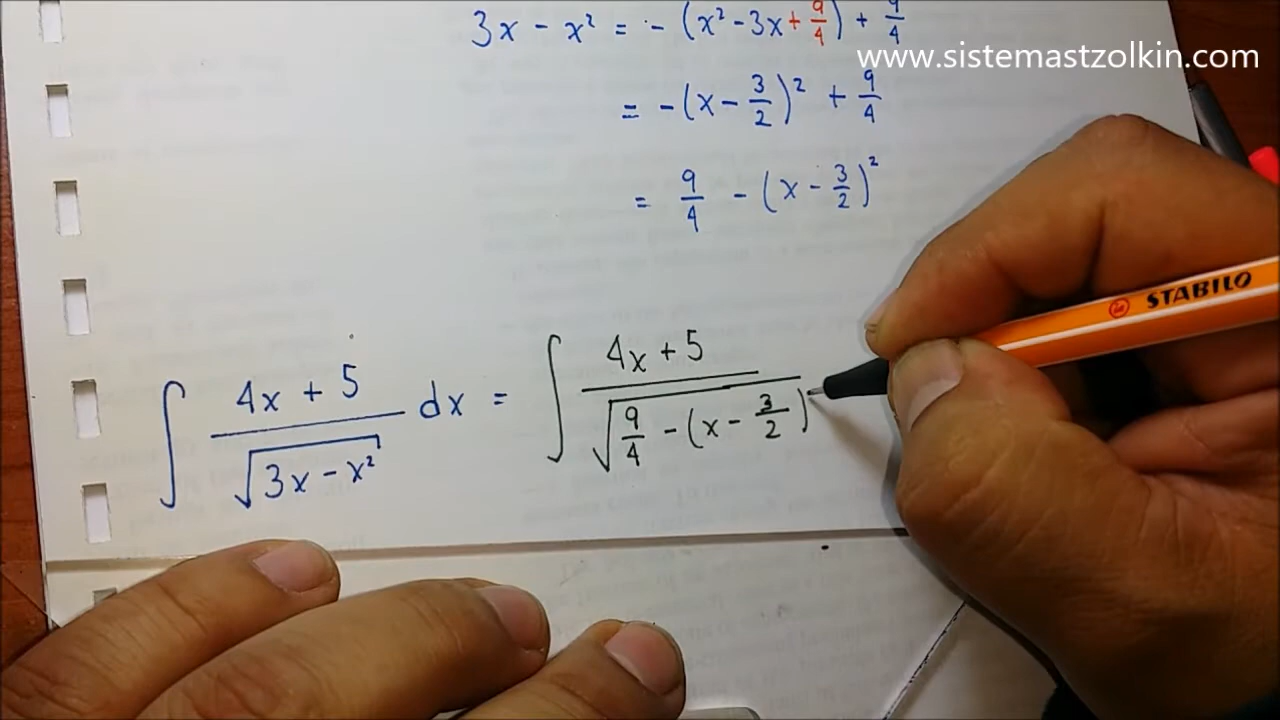 3x - x² = - (x² - 3x + 9/4) + 9/4
www.sistemastzolkin.com
= - (x - 3/2)² + 9/4
= 9/4 - (x - 3/2)²
STABILO
∫ (4x + 5)/√(3x - x²) dx = ∫ (4x + 5)/√(9/4 - (x - 3/2)